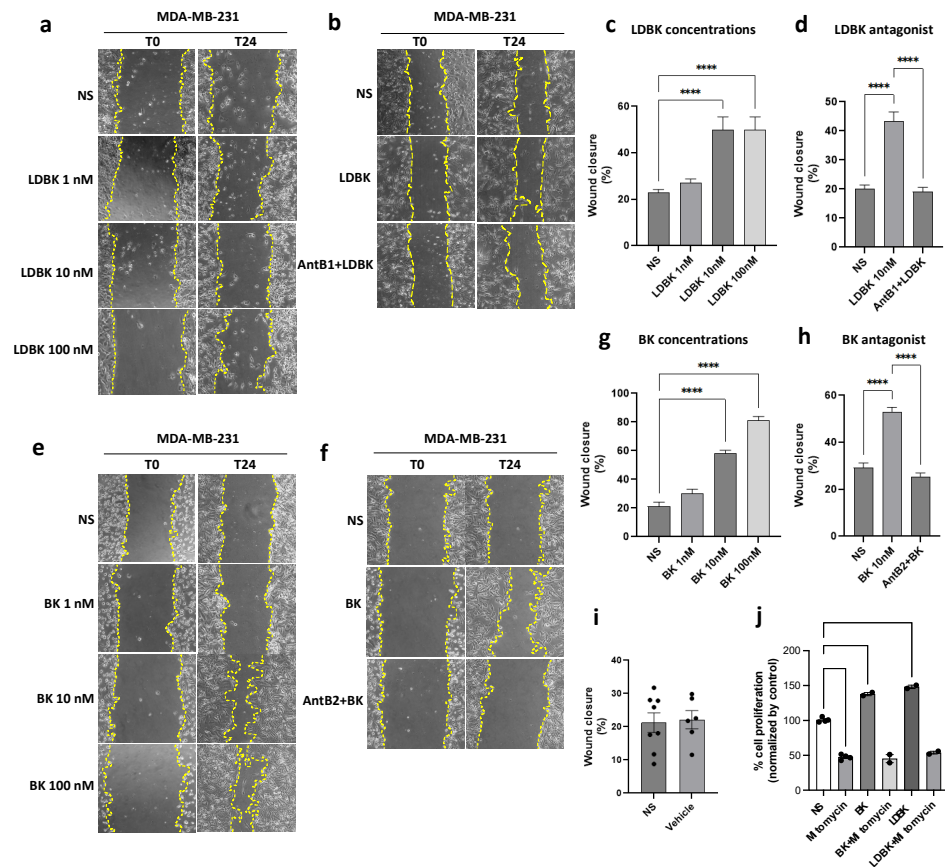 a
MDA-MB-231
T0
T24
NS
LDBK 1 nM
LDBK 10 nM
LDBK 100 nM
b
MDA-MB-231
T0
T24
NS
LDBK
AntB1+LDBK
c
LDBK concentrations
****
****
Wound closure
(%)
60
40
20
0
NS
LDBK 1nM
LDBK 10nM
LDBK 100nM
d
LDBK antagonist
****
****
Wound closure
(%)
50
40
30
20
10
0
NS
LDBK 10nM
AntB1+LDBK
e
MDA-MB-231
T0
T24
NS
BK 1 nM
BK 10 nM
BK 100 nM
f
MDA-MB-231
T0
T24
NS
BK
AntB2+BK
g
BK concentrations
****
****
Wound closure
(%)
100
80
60
40
20
0
NS
BK 1nM
BK 10nM
BK 100nM
h
BK antagonist
****
****
Wound closure
(%)
80
60
40
20
0
NS
BK 10nM
AntB2+BK
i
Wound closure
(%)
40
30
20
10
0
NS
Vehicle
j
% cell proliferation
(normalized by control)
200
150
100
50
0
NS
Mitomycin
BK
BK+Mitomycin
LDBK
LDBK+Mitomycin